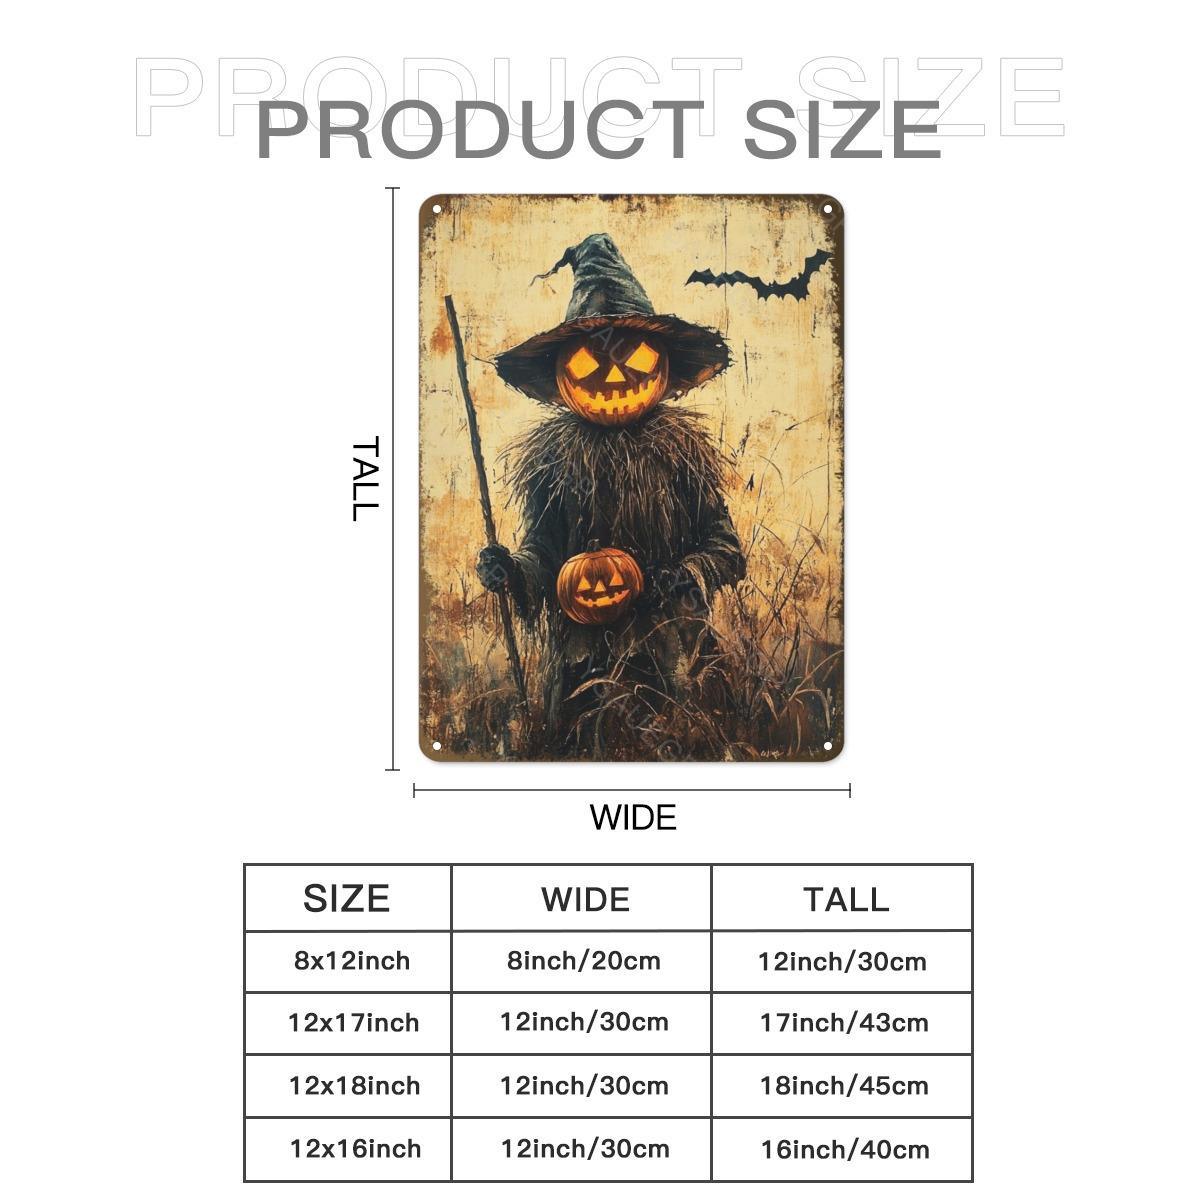 PRODUCT SIZE
PRODUCT SIZE
TALL
WIDE
SIZE WIDE TALL
8x12inch 8inch/20cm 12inch/30cm
12x17inch 12inch/30cm 17inch/43cm
12x18inch 12inch/30cm 18inch/45cm
12x16inch 12inch/30cm 16inch/40cm